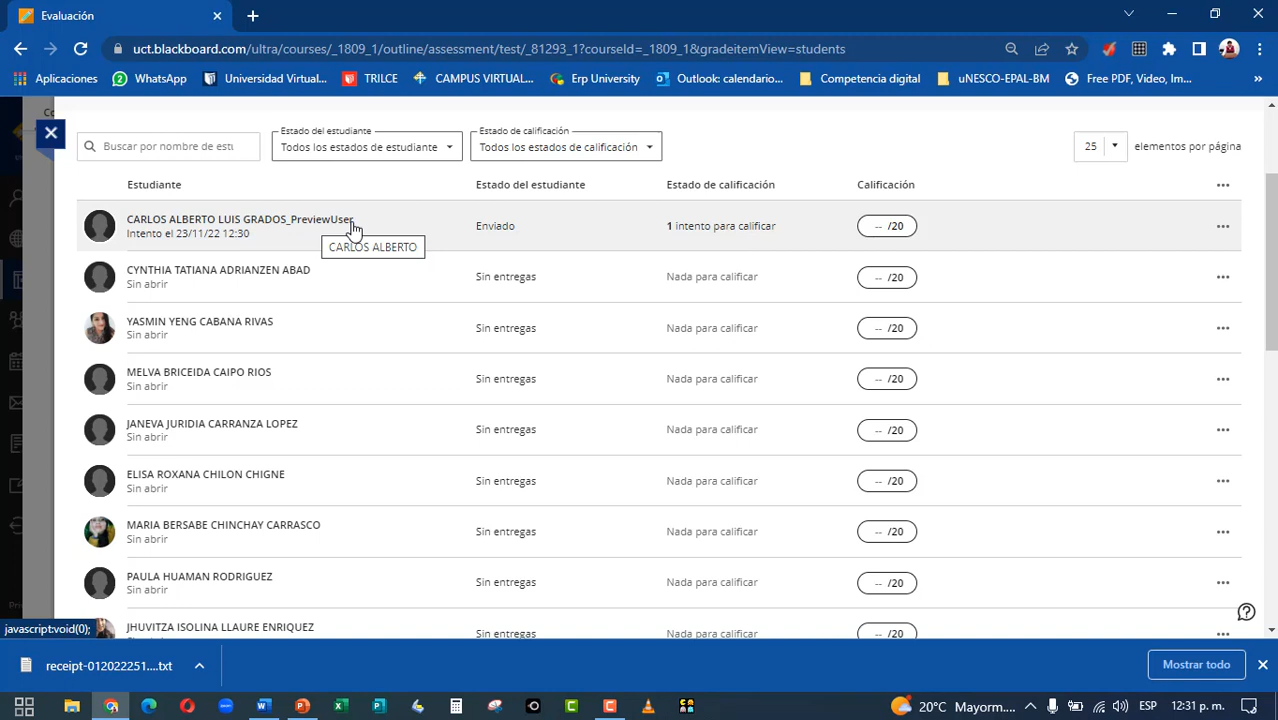 Evaluación
uct.blackboard.com/ultra/courses/_1809_1/outline/assessment/test/_81293_1?courseId=_1809_1&gradeitemView=students
Aplicaciones WhatsApp Universidad Virtual... TRILCE CAMPUS VIRTUAL... Erp University Outlook: calendario... Competencia digital uNESCO-EPAL-BM Free PDF, Video, Im... »
Estado del estudiante Estado de calificación
Buscar por nombre de estu Todos los estados de estudiante Todos los estados de calificación 25 elementos por página
Estudiante Estado del estudiante Estado de calificación Calificación
CARLOS ALBERTO LUIS GRADOS_PreviewUser
Intento el 23/11/22 12:30 Enviado 1 intento para calificar -- /20
CARLOS ALBERTO
CYNTHIA TATIANA ADRIANZEN ABAD
Sin abrir Sin entregas Nada para calificar -- /20
YASMIN YENG CABANA RIVAS
Sin abrir Sin entregas Nada para calificar -- /20
MELVA BRICEIDA CAIPO RIOS
Sin abrir Sin entregas Nada para calificar -- /20
JANEVA JURIDIA CARRANZA LOPEZ
Sin abrir Sin entregas Nada para calificar -- /20
ELISA ROXANA CHILON CHIGNE
Sin abrir Sin entregas Nada para calificar -- /20
MARIA BERSABE CHINCHAY CARRASCO
Sin abrir Sin entregas Nada para calificar -- /20
PAULA HUAMAN RODRIGUEZ
Sin abrir Sin entregas Nada para calificar -- /20
JHUVITZA ISOLINA LLAURE ENRIQUEZ
Sin entregas Nada para calificar -- /20
javascript:void(0);
receipt-012022251....txt Mostrar todo
20°C Mayorm... ESP 12:31 p. m.